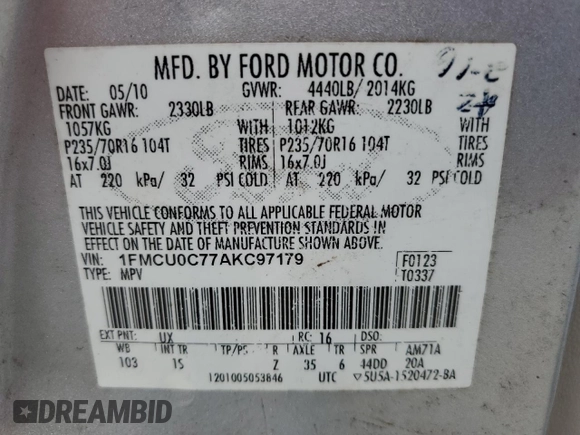 MFD. BY FORD MOTOR CO.
DATE: 05/10 GVWR: 4440LB/ 2014KG
FRONT GAWR: 2330LB REAR GAWR: 2230LB
1057KG WITH 1012KG WITH
P235/70R16 104T TIRES P235/70R16 104T TIRES
16x7.0J RIMS 16x7.0J RIMS
AT 220 kPa/ 32 PSI COLD AT 220 kPa/ 32 PSI COLD
THIS VEHICLE CONFORMS TO ALL APPLICABLE FEDERAL MOTOR
VEHICLE SAFETY AND THEFT PREVENTION STANDARDS IN
EFFECT ON THE DATE OF MANUFACTURE SHOWN ABOVE.
VIN: 1FMCU0C77AKC97179 F0123
TYPE: MPV T0337
EXT PNT: UX RC: 16 DSO:
WB INT TR TP/PS R AXLE TR SPR AM71A
103 15 Z 35 6 44DD 20A
1201005053846 UTC ▽5U5A-1520472-BA
DREAMBID